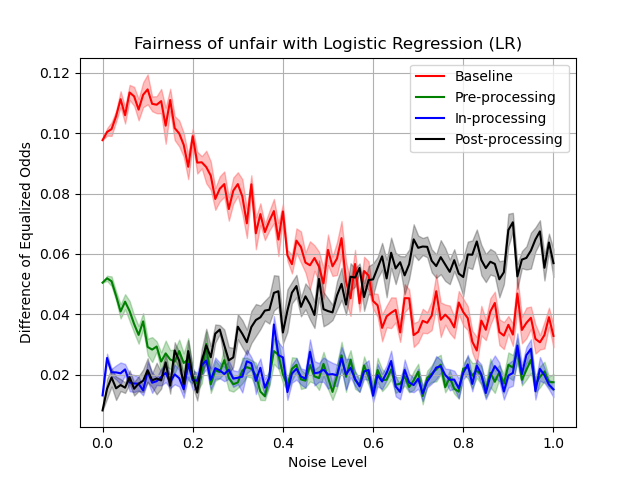 Fairness of unfair with Logistic Regression (LR)
Baseline
Pre-processing
In-processing
Post-processing
Difference of Equalized Odds
0.12
0.10
0.08
0.06
0.04
0.02
0.0 0.2 0.4 0.6 0.8 1.0
Noise Level